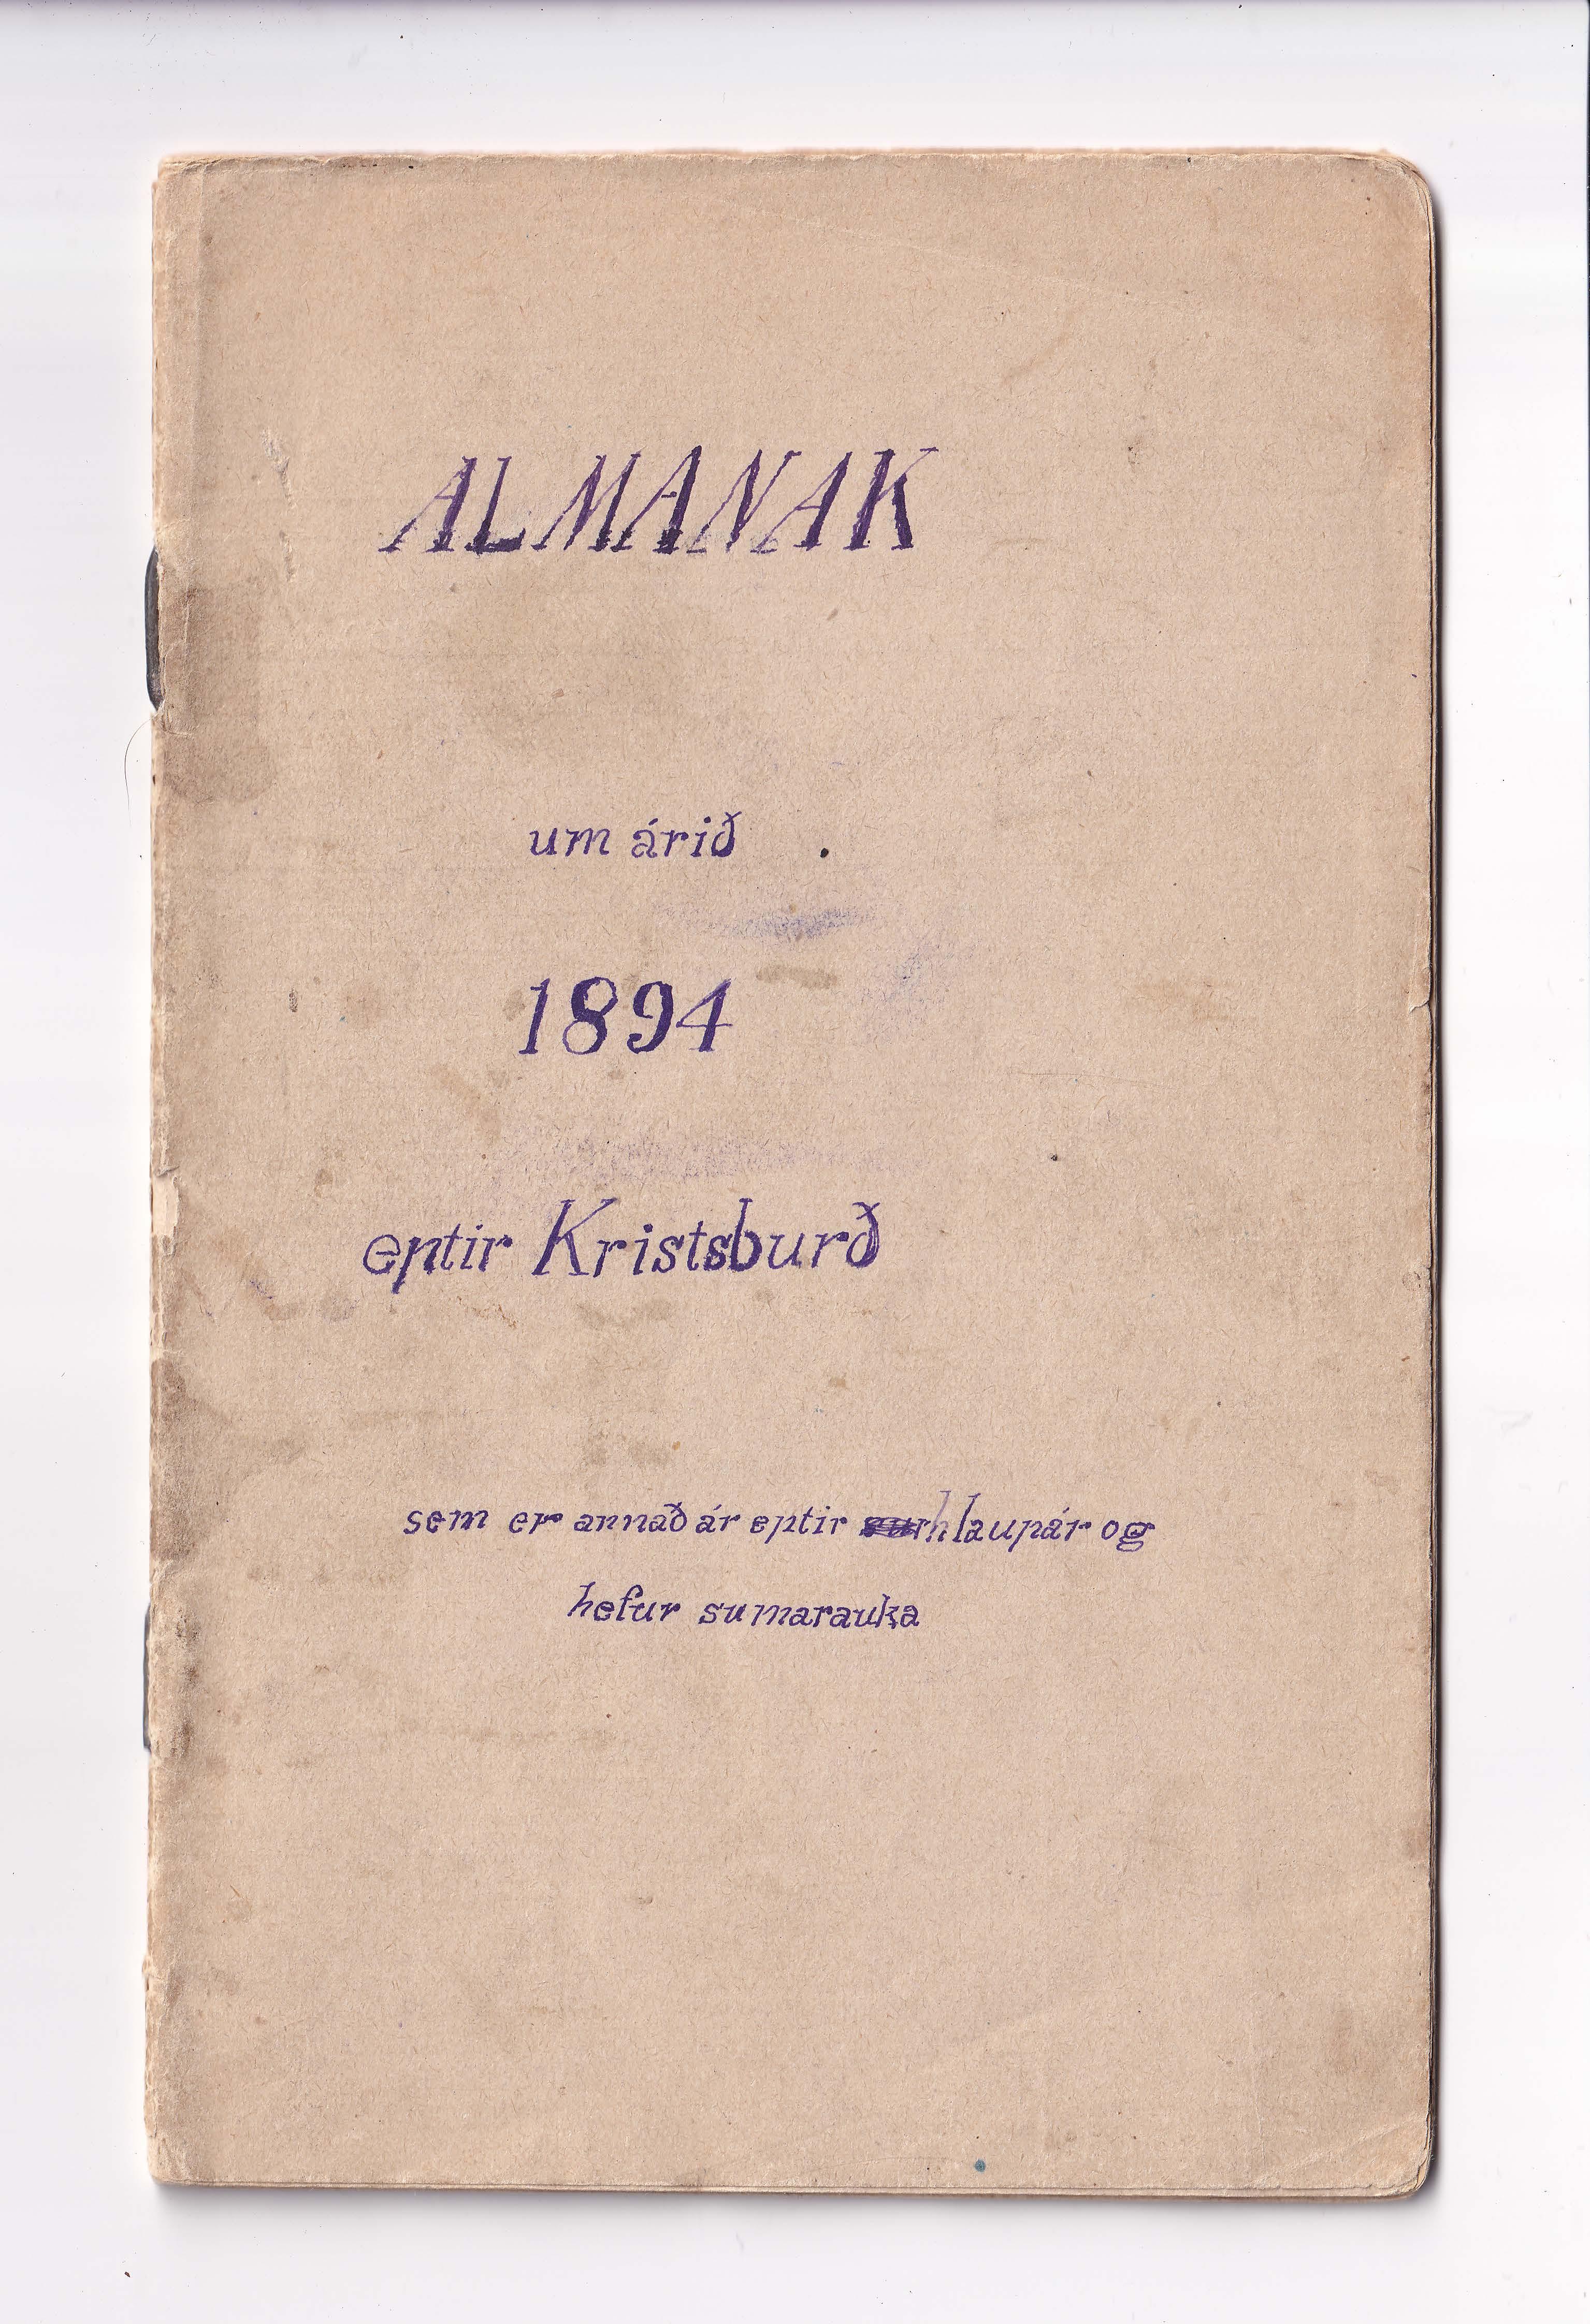 ALMANAK
um árið
1894
eptir Kristsburð
sem er annað ár eptir hlaupár og
hefur sumarauka